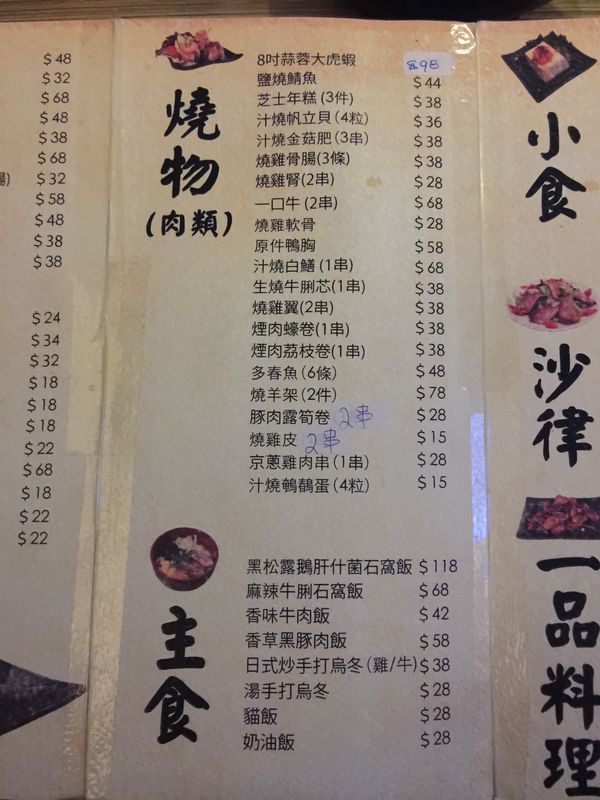 $48
$32
$68
$48
$38
$68
$32
$58
$48
$38
$38
$24
$34
$32
$18
$18
$18
$22
$68
$18
$22
$22
燒物
(肉類)
8吋蒜蓉大虎蝦 $98
鹽燒鯖魚 $44
芝士年糕(3件) $38
汁燒帆立貝(4粒) $36
汁燒金菇肥(3串) $38
燒雞骨腸(3條) $38
燒雞腎(2串) $28
一口牛(2串) $68
燒雞軟骨 $28
原件鴨胸 $58
汁燒白鱔(1串) $68
生燒牛脷芯(1串) $38
燒雞翼(2串) $38
煙肉蠔卷(1串) $38
煙肉荔枝卷(1串) $38
多春魚(6條) $48
燒羊架(2件) $78
豚肉露筍卷 2串 $28
燒雞皮 2串 $15
京蔥雞肉串(1串) $28
汁燒鵪鶉蛋(4粒) $15
主食
黑松露鵝肝什菌石窩飯 $118
麻辣牛脷石窩飯 $68
香味牛肉飯 $42
香草黑豚肉飯 $58
日式炒手打烏冬(雞/牛) $38
湯手打烏冬 $28
貓飯 $28
奶油飯 $28
小食
沙律
一品料理